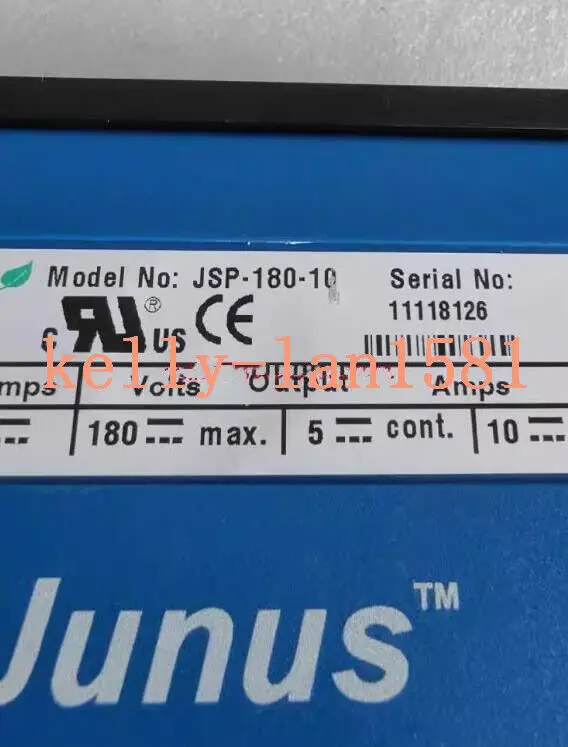 Model No: JSP-180-10
Serial No:
11118126
C UL® US CE
kelly-lan1581
mps Volts Output Amps
180 ⎓ max. 5 ⎓ cont. 10 ⎓
Junus™